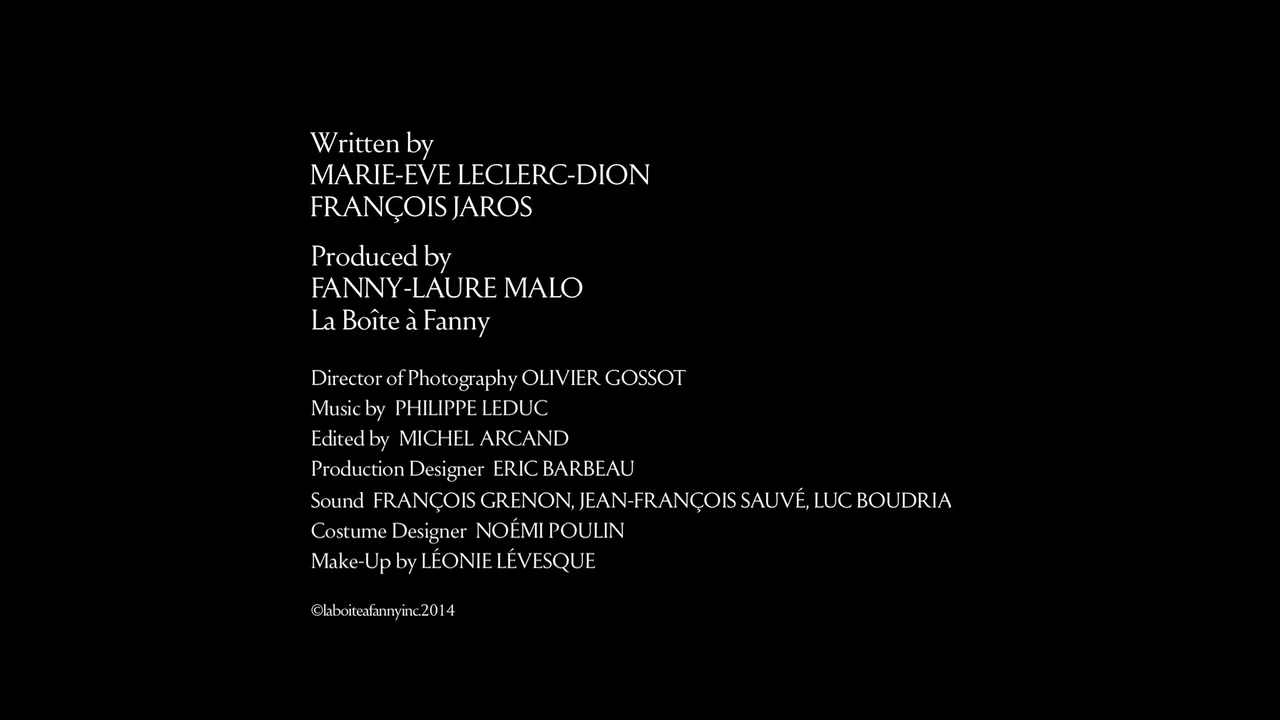 Written by
MARIE-EVE LECLERC-DION
FRANÇOIS JAROS
Produced by
FANNY-LAURE MALO
La Boîte à Fanny
Director of Photography OLIVIER GOSSOT
Music by PHILIPPE LEDUC
Edited by MICHEL ARCAND
Production Designer ERIC BARBEAU
Sound FRANÇOIS GRENON, JEAN-FRANÇOIS SAUVÉ, LUC BOUDRIA
Costume Designer NOÉMI POULIN
Make-Up by LÉONIE LÉVESQUE
©laboiteafannyinc.2014